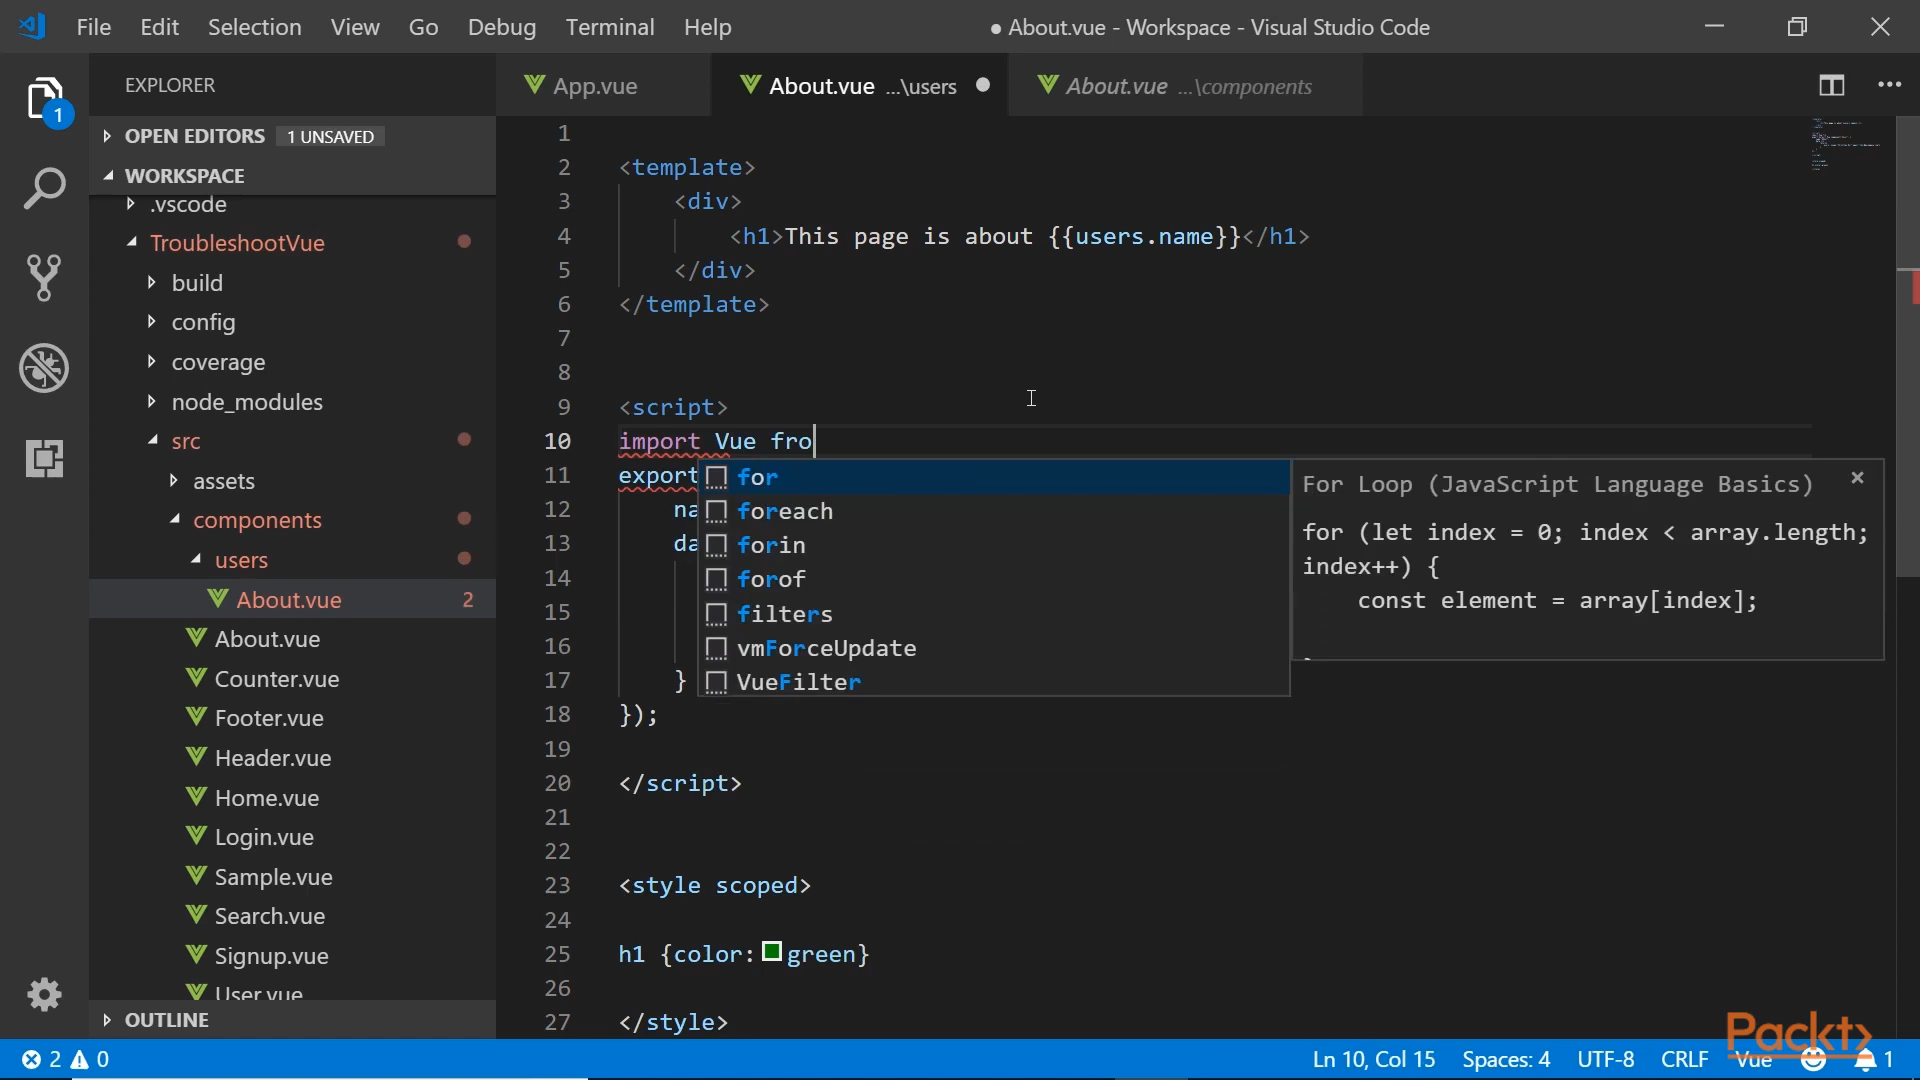 File Edit Selection View Go Debug Terminal Help
● About.vue - Workspace - Visual Studio Code
EXPLORER
1
OPEN EDITORS 1 UNSAVED
WORKSPACE
.vscode
TroubleshootVue
build
config
coverage
node_modules
src
assets
components
users
About.vue 2
About.vue
Counter.vue
Footer.vue
Header.vue
Home.vue
Login.vue
Sample.vue
Search.vue
Signup.vue
User.vue
OUTLINE
App.vue
About.vue ...\users
About.vue ...\components
1
2 <template>
3 <div>
4 <h1>This page is about {{users.name}}</h1>
5 </div>
6 </template>
7
8
9 <script>
10 import Vue fro
11 export
12 na
13 da
14
15
16
17 }
18 });
19
20 </script>
21
22
23 <style scoped>
24
25 h1 {color:green}
26
27 </style>
for
foreach
forin
forof
filters
vmForceUpdate
VueFilter
For Loop (JavaScript Language Basics)
for (let index = 0; index < array.length;
index++) {
const element = array[index];
Packt>
2 0
Ln 10, Col 15 Spaces: 4 UTF-8 CRLF Vue 1